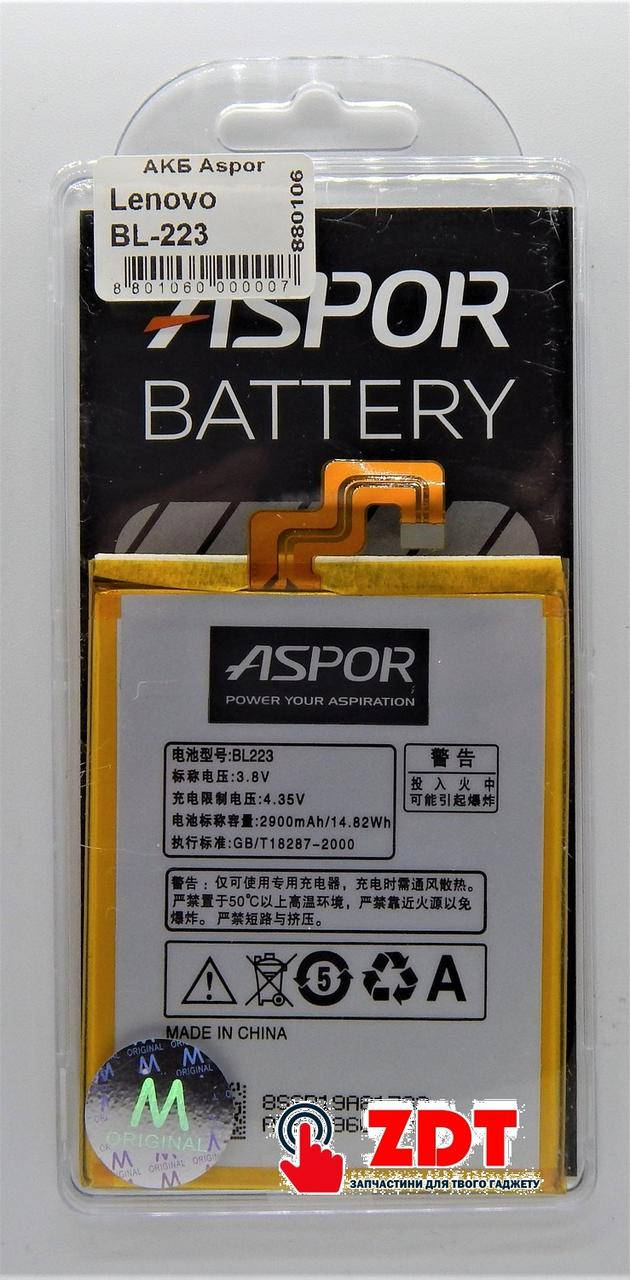 АКБ Aspor
Lenovo
BL-223
880106
8 801060 000007
ASPOR
BATTERY
ASPOR
POWER YOUR ASPIRATION
电池型号:BL223
标称电压:3.8V
充电限制电压:4.35V
电池标称容量:2900mAh/14.82Wh
执行标准:GB/T18287-2000
警告
投入火中
可能引起爆炸
警告：仅可使用专用充电器，充电时需通风散热。
严禁置于50℃以上高温环境，严禁靠近火源以免
爆炸。严禁短路与挤压。
5
A
MADE IN CHINA
ORIGINAL
M
ORIGINAL
ZDT
ЗАПЧАСТИНИ ДЛЯ ТВОГО ГАДЖЕТУ